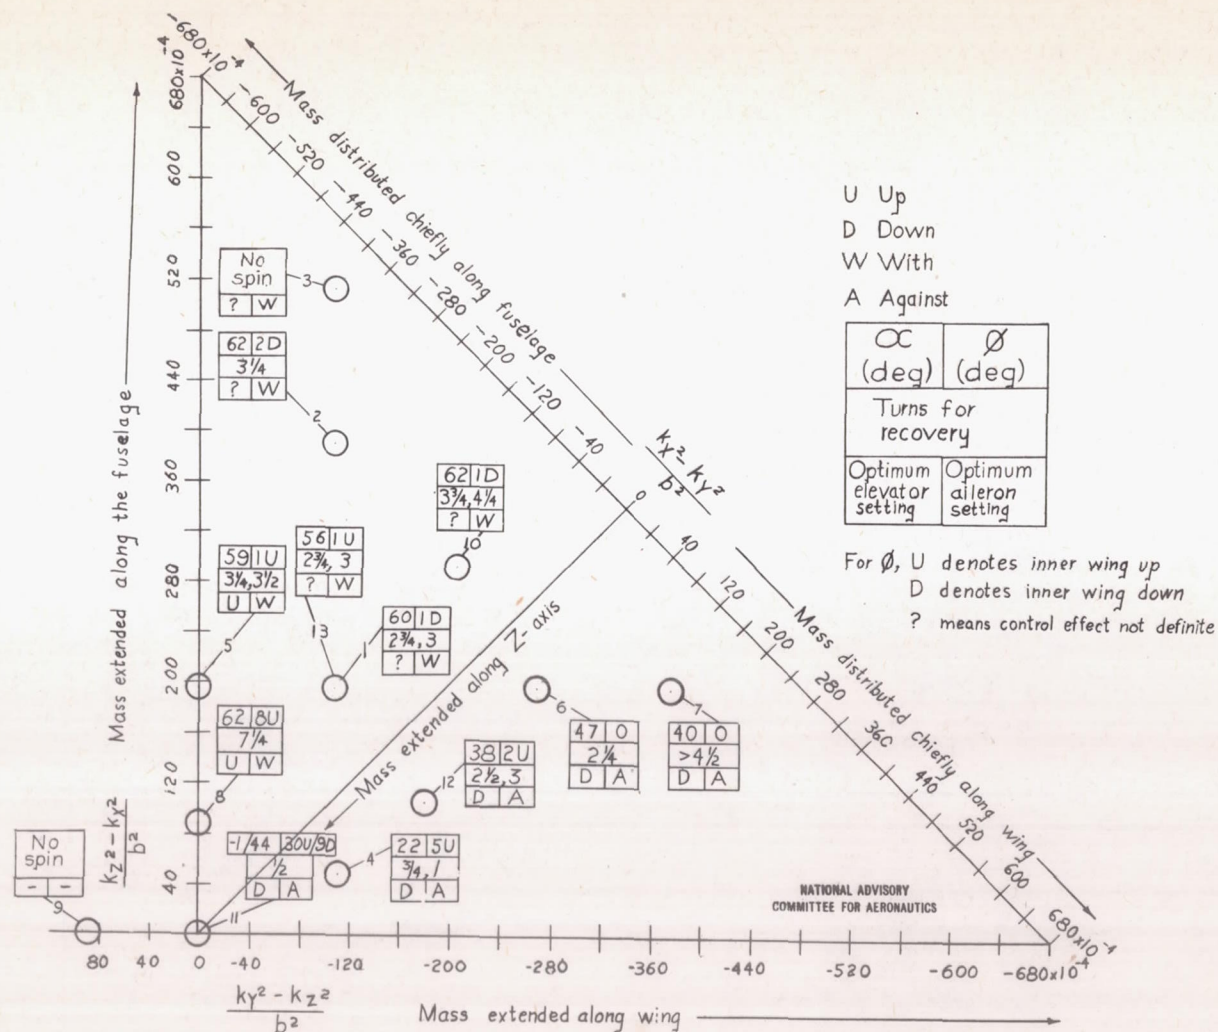 -680x10⁻⁴
680x10⁻⁴
600
520
440
360
280
200
120
40
Mass extended along the fuselage
kz² - kx²
b²
-600
-520
-440
-360
-280
-200
-120
-40
0
40
120
200
280
360
440
520
600
680x10⁻⁴
Mass distributed chiefly along fuselage
kx² - ky²
b²
Mass distributed chiefly along wing
Mass extended along Z-axis
U Up
D Down
W With
A Against
∝ ø
(deg) (deg)
Turns for
recovery
Optimum Optimum
elevator aileron
setting setting
For ø, U denotes inner wing up
D denotes inner wing down
? means control effect not definite
No
spin
? W
3
62 2D
3¼
? W
2
62 1D
3¾, 4¼
? W
10
56 1U
2¾, 3
? W
13
59 1U
3¼, 3½
U W
5
60 1D
2¾, 3
? W
1
62 8U
7¼
U W
8
47 0
2¼
D A
6
40 0
>4½
D A
7
38 2U
2½, 3
D A
12
-1/44 30U/9D
½
D A
11
22 5U
¾, 1
D A
4
No
spin
- -
9
NATIONAL ADVISORY
COMMITTEE FOR AERONAUTICS
80 40 0 -40 -120 -200 -280 -360 -440 -520 -600 -680x10⁻⁴
ky² - kz²
b²
Mass extended along wing